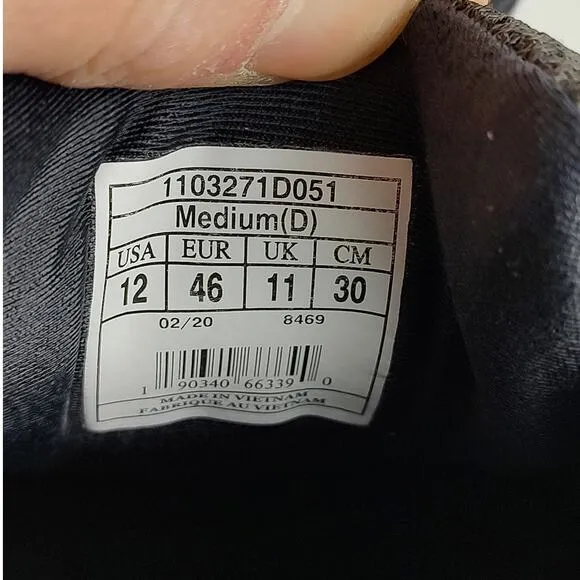 1103271D051
Medium(D)
USA EUR UK CM
12 46 11 30
02/20 8469
1 90340 66339 0
MADE IN VIETNAM
FABRIQUE AU VIETNAM